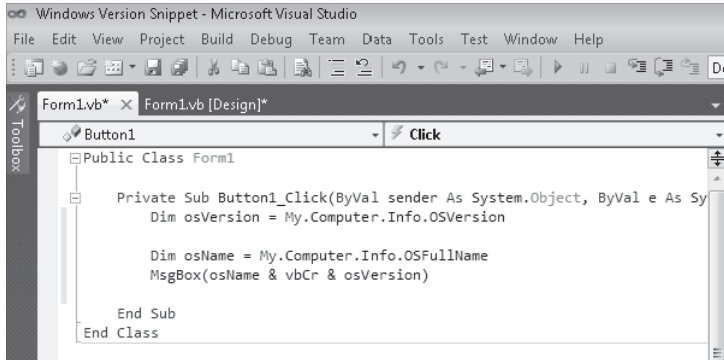 Windows Version Snippet - Microsoft Visual Studio
File Edit View Project Build Debug Team Data Tools Test Window Help
Toolbox
Form1.vb* Form1.vb [Design]*
Button1 Click
Public Class Form1
Private Sub Button1_Click(ByVal sender As System.Object, ByVal e As Sy
Dim osVersion = My.Computer.Info.OSVersion
Dim osName = My.Computer.Info.OSFullName
MsgBox(osName & vbCr & osVersion)
End Sub
End Class